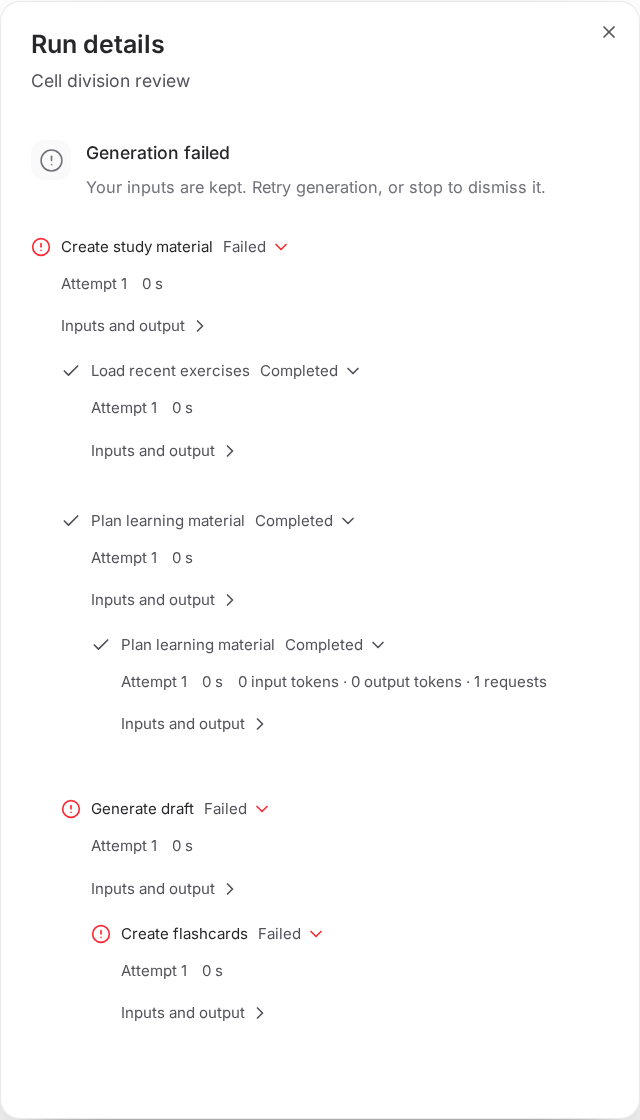 Run details
Cell division review
Generation failed
Your inputs are kept. Retry generation, or stop to dismiss it.
Create study material Failed
Attempt 1 0 s
Inputs and output
Load recent exercises Completed
Attempt 1 0 s
Inputs and output
Plan learning material Completed
Attempt 1 0 s
Inputs and output
Plan learning material Completed
Attempt 1 0 s 0 input tokens · 0 output tokens · 1 requests
Inputs and output
Generate draft Failed
Attempt 1 0 s
Inputs and output
Create flashcards Failed
Attempt 1 0 s
Inputs and output